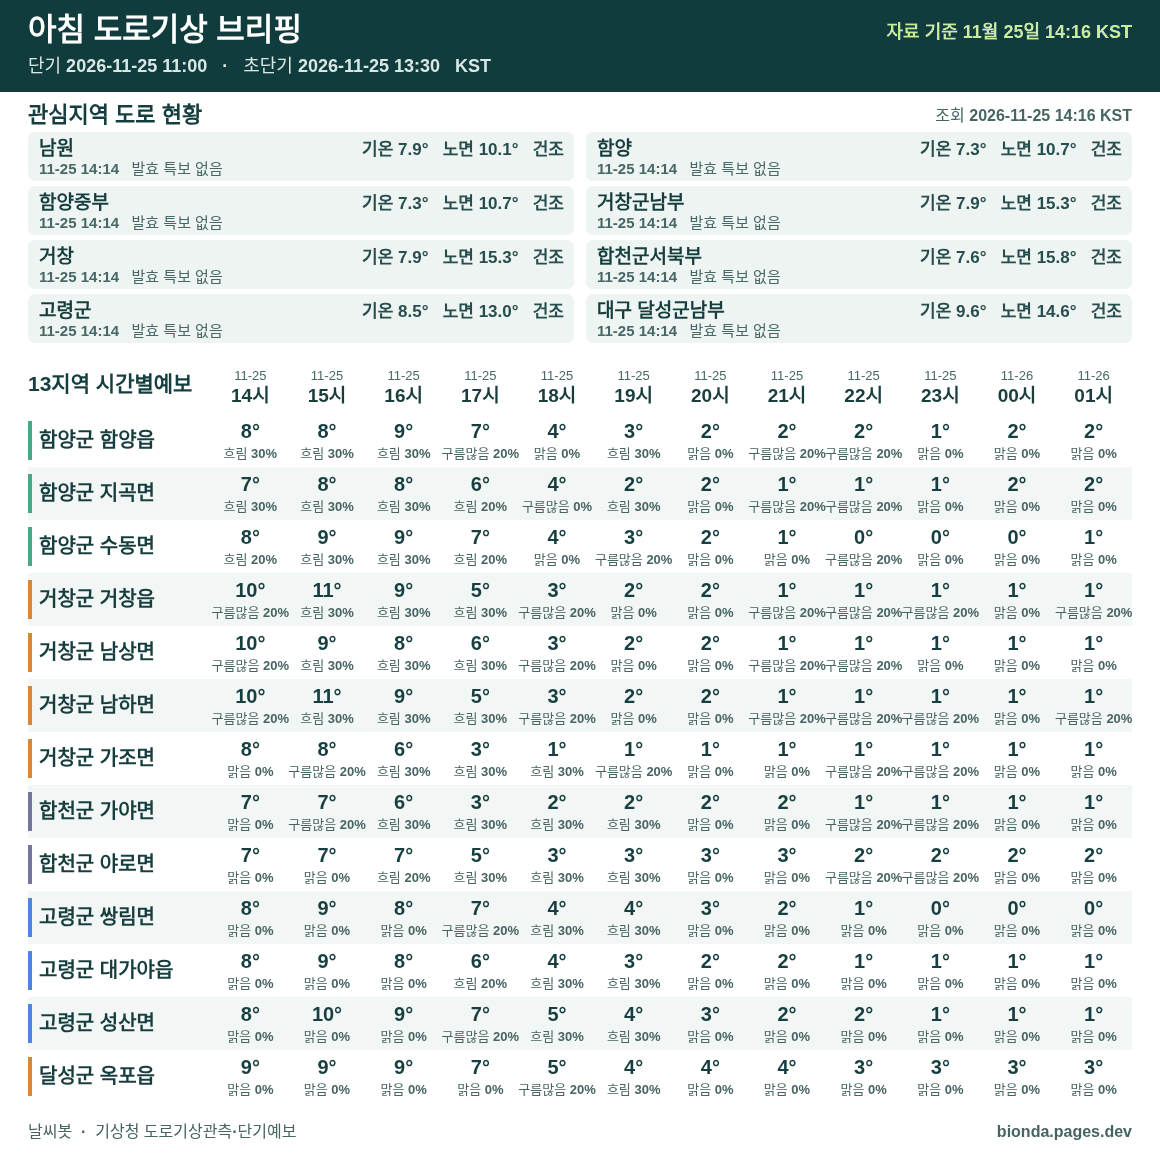 아침 도로기상 브리핑
자료 기준 11월 25일 14:16 KST
단기 2026-11-25 11:00 · 초단기 2026-11-25 13:30 KST
관심지역 도로 현황
조회 2026-11-25 14:16 KST
남원 기온 7.9° 노면 10.1° 건조
11-25 14:14 발효 특보 없음
함양 기온 7.3° 노면 10.7° 건조
11-25 14:14 발효 특보 없음
함양중부 기온 7.3° 노면 10.7° 건조
11-25 14:14 발효 특보 없음
거창군남부 기온 7.9° 노면 15.3° 건조
11-25 14:14 발효 특보 없음
거창 기온 7.9° 노면 15.3° 건조
11-25 14:14 발효 특보 없음
합천군서북부 기온 7.6° 노면 15.8° 건조
11-25 14:14 발효 특보 없음
고령군 기온 8.5° 노면 13.0° 건조
11-25 14:14 발효 특보 없음
대구 달성군남부 기온 9.6° 노면 14.6° 건조
11-25 14:14 발효 특보 없음
13지역 시간별예보
11-25 11-25 11-25 11-25 11-25 11-25 11-25 11-25 11-25 11-25 11-26 11-26
14시 15시 16시 17시 18시 19시 20시 21시 22시 23시 00시 01시
함양군 함양읍
8° 8° 9° 7° 4° 3° 2° 2° 2° 1° 2° 2°
흐림 30% 흐림 30% 흐림 30% 구름많음 20% 맑음 0% 흐림 30% 맑음 0% 구름많음 20% 구름많음 20% 맑음 0% 맑음 0% 맑음 0%
함양군 지곡면
7° 8° 8° 6° 4° 2° 2° 1° 1° 1° 2° 2°
흐림 30% 흐림 30% 흐림 30% 흐림 20% 구름많음 0% 흐림 30% 맑음 0% 구름많음 20% 구름많음 20% 맑음 0% 맑음 0% 맑음 0%
함양군 수동면
8° 9° 9° 7° 4° 3° 2° 1° 0° 0° 0° 1°
흐림 20% 흐림 30% 흐림 30% 흐림 20% 맑음 0% 구름많음 20% 맑음 0% 맑음 0% 구름많음 20% 맑음 0% 맑음 0% 맑음 0%
거창군 거창읍
10° 11° 9° 5° 3° 2° 2° 1° 1° 1° 1° 1°
구름많음 20% 흐림 30% 흐림 30% 흐림 30% 구름많음 20% 맑음 0% 맑음 0% 구름많음 20% 구름많음 20% 구름많음 20% 맑음 0% 구름많음 20%
거창군 남상면
10° 9° 8° 6° 3° 2° 2° 1° 1° 1° 1° 1°
구름많음 20% 흐림 30% 흐림 30% 흐림 30% 구름많음 20% 맑음 0% 맑음 0% 구름많음 20% 구름많음 20% 맑음 0% 맑음 0% 맑음 0%
거창군 남하면
10° 11° 9° 5° 3° 2° 2° 1° 1° 1° 1° 1°
구름많음 20% 흐림 30% 흐림 30% 흐림 30% 구름많음 20% 맑음 0% 맑음 0% 구름많음 20% 구름많음 20% 구름많음 20% 맑음 0% 구름많음 20%
거창군 가조면
8° 8° 6° 3° 1° 1° 1° 1° 1° 1° 1° 1°
맑음 0% 구름많음 20% 흐림 30% 흐림 30% 흐림 30% 구름많음 20% 맑음 0% 맑음 0% 구름많음 20% 구름많음 20% 맑음 0% 맑음 0%
합천군 가야면
7° 7° 6° 3° 2° 2° 2° 2° 1° 1° 1° 1°
맑음 0% 구름많음 20% 흐림 30% 흐림 30% 흐림 30% 흐림 30% 맑음 0% 맑음 0% 구름많음 20% 구름많음 20% 맑음 0% 맑음 0%
합천군 야로면
7° 7° 7° 5° 3° 3° 3° 3° 2° 2° 2° 2°
맑음 0% 맑음 0% 흐림 20% 흐림 30% 흐림 30% 흐림 30% 맑음 0% 맑음 0% 구름많음 20% 구름많음 20% 맑음 0% 맑음 0%
고령군 쌍림면
8° 9° 8° 7° 4° 4° 3° 2° 1° 0° 0° 0°
맑음 0% 맑음 0% 맑음 0% 구름많음 20% 흐림 30% 흐림 30% 맑음 0% 맑음 0% 맑음 0% 맑음 0% 맑음 0% 맑음 0%
고령군 대가야읍
8° 9° 8° 6° 4° 3° 2° 2° 1° 1° 1° 1°
맑음 0% 맑음 0% 맑음 0% 흐림 20% 흐림 30% 흐림 30% 맑음 0% 맑음 0% 맑음 0% 맑음 0% 맑음 0% 맑음 0%
고령군 성산면
8° 10° 9° 7° 5° 4° 3° 2° 2° 1° 1° 1°
맑음 0% 맑음 0% 맑음 0% 구름많음 20% 흐림 30% 흐림 30% 맑음 0% 맑음 0% 맑음 0% 맑음 0% 맑음 0% 맑음 0%
달성군 옥포읍
9° 9° 9° 7° 5° 4° 4° 4° 3° 3° 3° 3°
맑음 0% 맑음 0% 맑음 0% 맑음 0% 구름많음 20% 흐림 30% 맑음 0% 맑음 0% 맑음 0% 맑음 0% 맑음 0% 맑음 0%
날씨봇 · 기상청 도로기상관측·단기예보
bionda.pages.dev